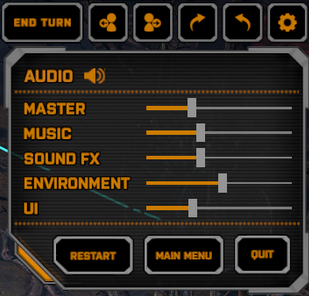 END TURN
AUDIO
MASTER
MUSIC
SOUND FX
ENVIRONMENT
UI
RESTART
MAIN MENU
QUIT